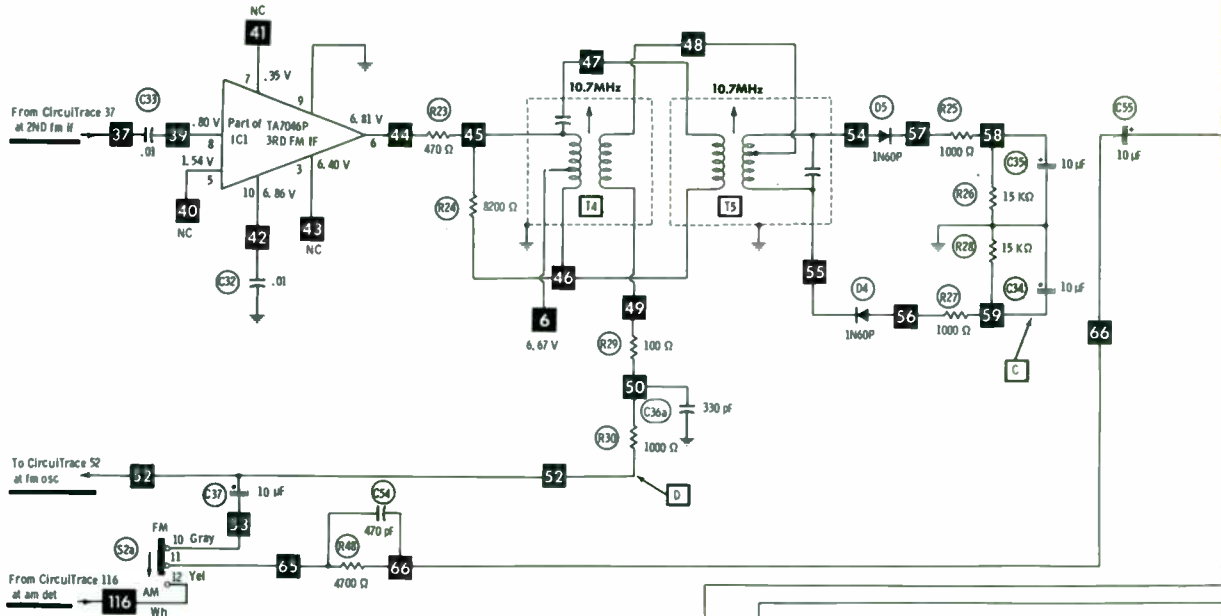 NC
41
7 .35 V
9
From CircuiTrace 37
at 2ND fm if
37
C33
.01
39
.80 V
8
1.54 V
5
Part of
IC1
TA7046P
3RD FM IF
6.81 V
6
6.40 V
3
10 6.86 V
40
NC
42
43
NC
C32
.01
44
R23
470 Ω
45
R24
8200 Ω
47
48
10.7MHz
T4
10.7MHz
T5
46
6
6.67 V
49
R29
100 Ω
50
C36a
330 pF
R30
1000 Ω
54
D5
1N60P
57
R25
1000 Ω
58
C35
10 µF
R26
15 KΩ
R28
15 KΩ
C34
10 µF
55
D4
1N60P
56
R27
1000 Ω
59
C
C55
10 µF
66
To CircuiTrace 52
at fm osc
52
52
D
C37
10 µF
53
FM
10 Gray
S2a
11
12 Yel
AM
From CircuiTrace 116
at am det
116
Wh
65
C54
470 pF
R48
4700 Ω
66